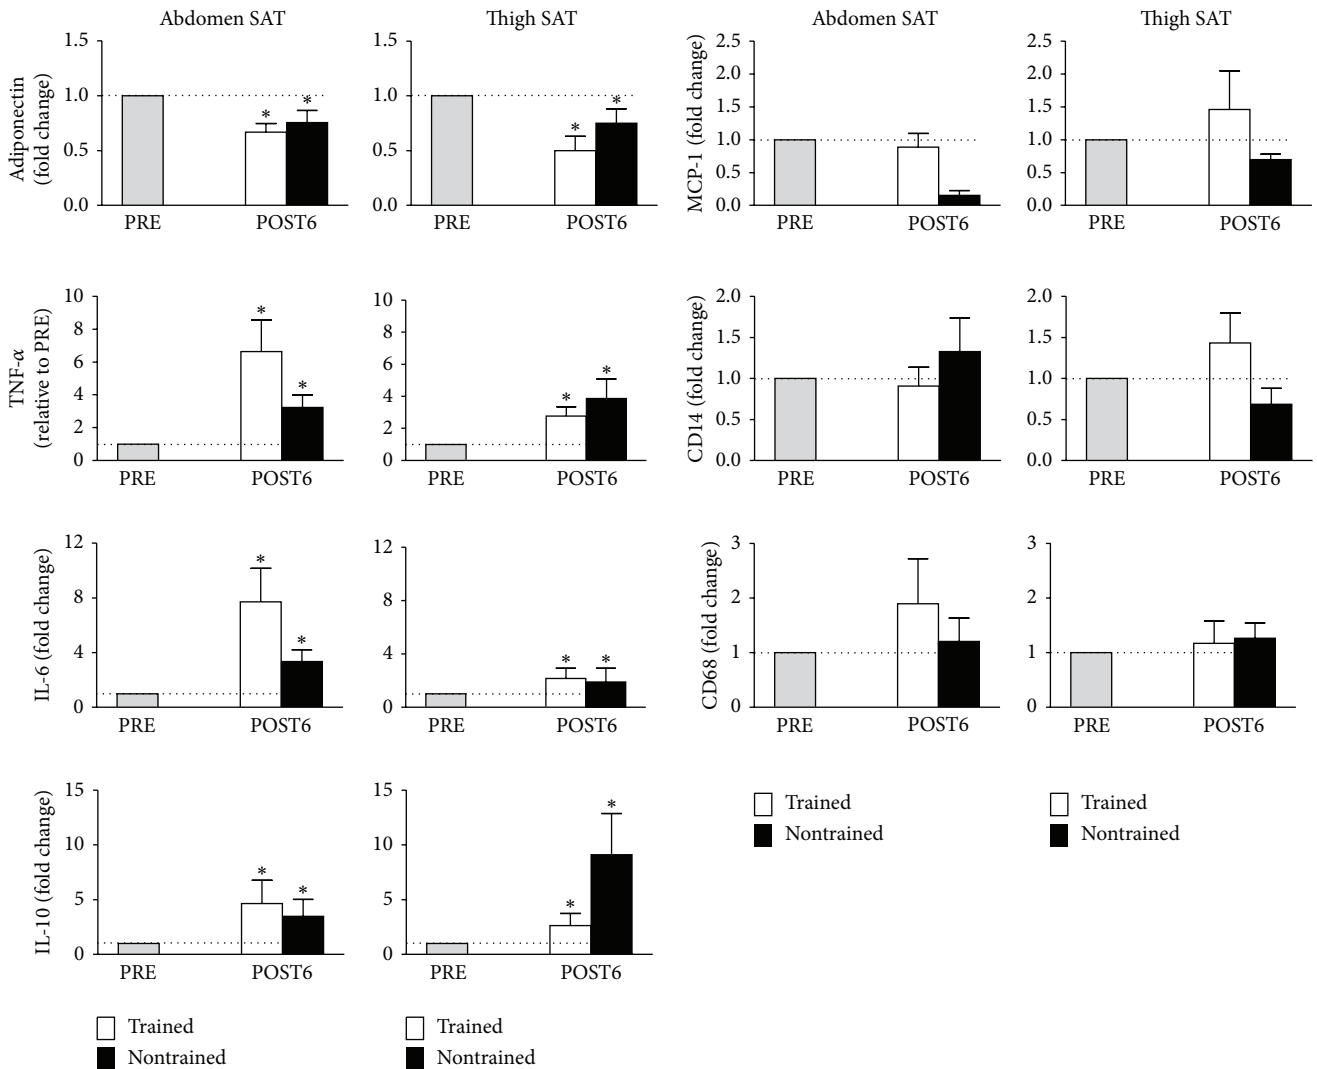 Abdomen SAT
Thigh SAT
Abdomen SAT
Thigh SAT
Adiponectin
(fold change)
1.5
1.0
0.5
0.0
* *
PRE POST6
1.5
1.0
0.5
0.0
* *
PRE POST6
MCP-1 (fold change)
2.5
2.0
1.5
1.0
0.5
0.0
PRE POST6
2.5
2.0
1.5
1.0
0.5
0.0
PRE POST6
TNF-α
(relative to PRE)
10
8
6
4
2
0
* *
PRE POST6
10
8
6
4
2
0
* *
PRE POST6
CD14 (fold change)
2.0
1.5
1.0
0.5
0.0
PRE POST6
2.0
1.5
1.0
0.5
0.0
PRE POST6
IL-6 (fold change)
12
8
4
0
* *
PRE POST6
12
8
4
0
* *
PRE POST6
CD68 (fold change)
3
2
1
0
PRE POST6
3
2
1
0
PRE POST6
IL-10 (fold change)
15
10
5
0
* *
PRE POST6
15
10
5
0
* *
PRE POST6
Trained
Nontrained
Trained
Nontrained
Trained
Nontrained
Trained
Nontrained